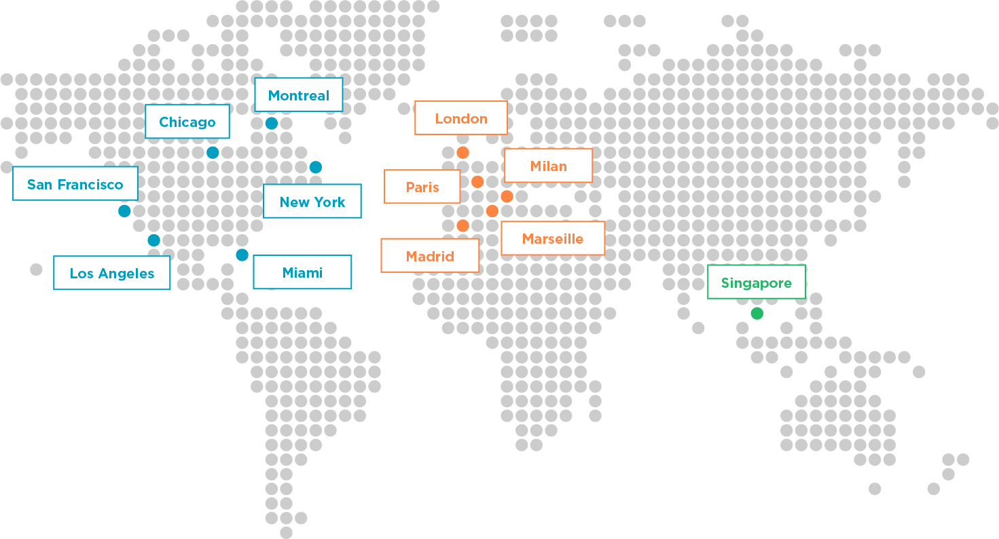 Montreal
Chicago
London
San Francisco
Milan
Paris
New York
Marseille
Madrid
Los Angeles
Miami
Singapore